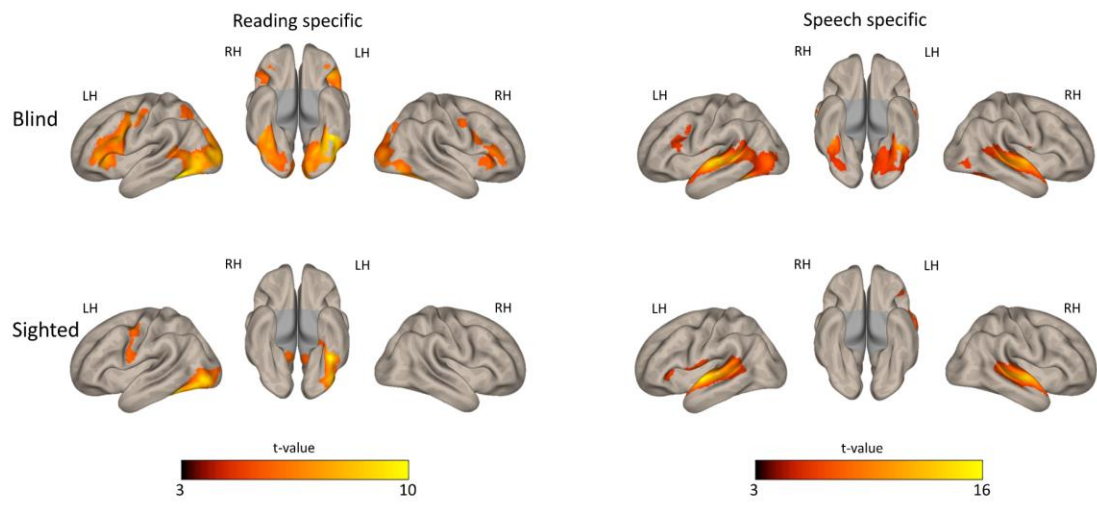 Reading specific
Speech specific
RH LH
RH LH
LH
RH
LH
RH
Blind
RH LH
RH LH
LH
RH
LH
RH
Sighted
t-value
3 10
t-value
3 16